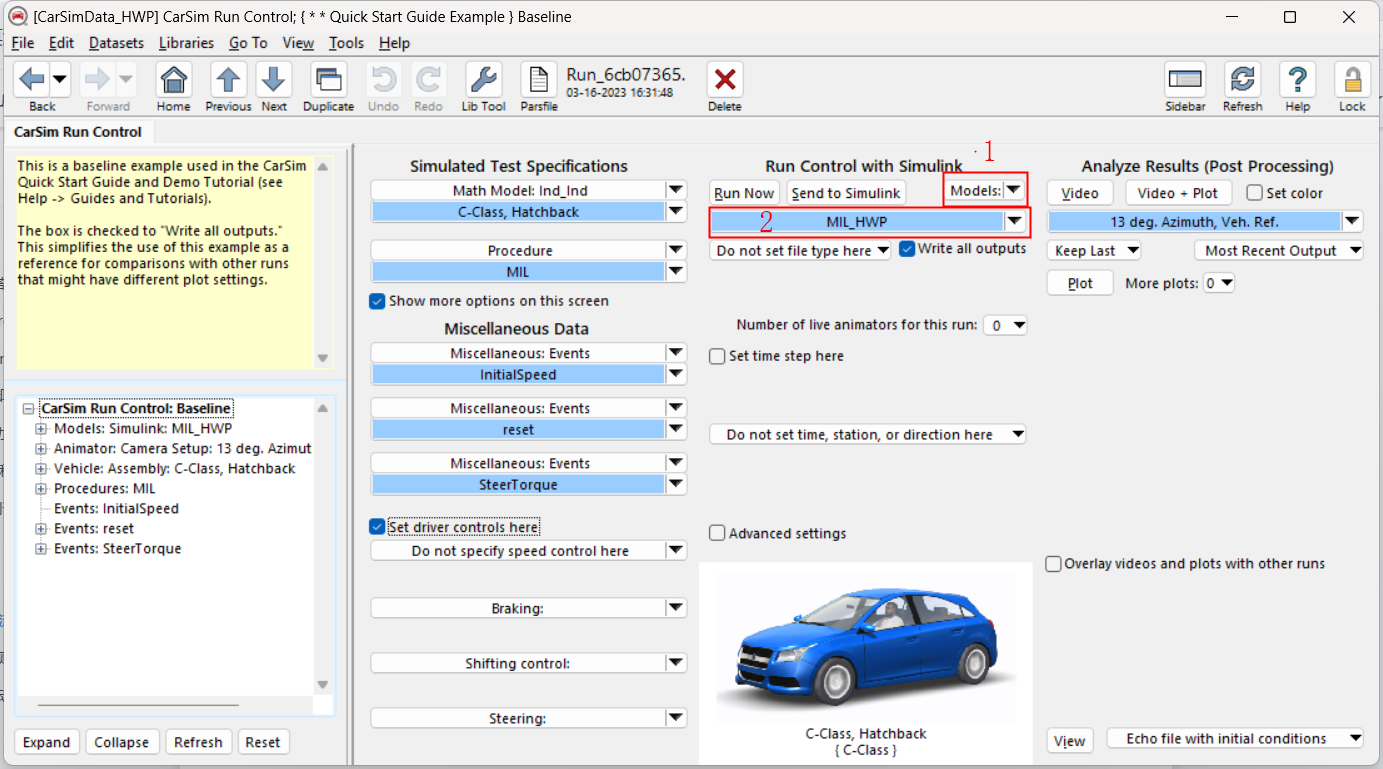 [CarSimData_HWP] CarSim Run Control; { * * Quick Start Guide Example } Baseline
File Edit Datasets Libraries Go To View Tools Help
Back Forward Home Previous Next Duplicate Undo Redo Lib Tool Parsfile
Run_6cb07365.
03-16-2023 16:31:48
Delete Sidebar Refresh Help Lock
CarSim Run Control
This is a baseline example used in the CarSim
Quick Start Guide and Demo Tutorial (see
Help -> Guides and Tutorials).
The box is checked to "Write all outputs."
This simplifies the use of this example as a
reference for comparisons with other runs
that might have different plot settings.
CarSim Run Control: Baseline
Models: Simulink: MIL_HWP
Animator: Camera Setup: 13 deg. Azimut
Vehicle: Assembly: C-Class, Hatchback
Procedures: MIL
Events: InitialSpeed
Events: reset
Events: SteerTorque
Expand Collapse Refresh Reset
Simulated Test Specifications
Math Model: Ind_Ind
C-Class, Hatchback
Procedure
MIL
Show more options on this screen
Miscellaneous Data
Miscellaneous: Events
InitialSpeed
Miscellaneous: Events
reset
Miscellaneous: Events
SteerTorque
Set driver controls here
Do not specify speed control here
Braking:
Shifting control:
Steering:
1
Run Control with Simulink
Run Now Send to Simulink Models:
2 MIL_HWP
Do not set file type here Write all outputs
Number of live animators for this run: 0
Set time step here
Do not set time, station, or direction here
Advanced settings
C-Class, Hatchback
{ C-Class }
Analyze Results (Post Processing)
Video Video + Plot Set color
13 deg. Azimuth, Veh. Ref.
Keep Last Most Recent Output
Plot More plots: 0
Overlay videos and plots with other runs
View Echo file with initial conditions